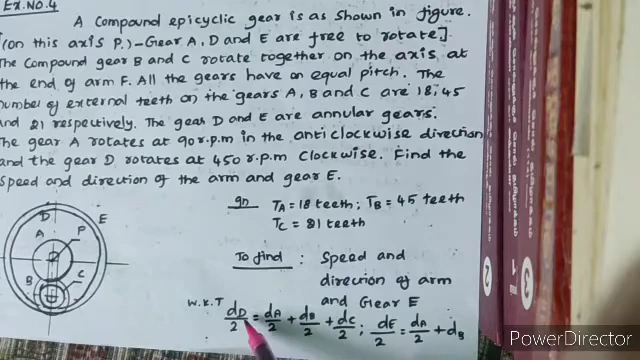 Ex.NO.4
A Compound epicyclic gear is as shown in figure.
(on this axis P.) - Gear A, D and E are free to rotate]
The compound gear B and C rotate together on the axis at
the end of arm F. All the gears have an equal pitch. The
number of external teeth on the gears A, B and C are 18, 45
and 21 respectively. The gear D and E are annular gears.
The gear A rotates at 90 r.p.m in the anticlockwise direction
and the gear D rotates at 450 r.p.m clockwise. Find the
Speed and direction of the arm and gear E.
gn TA = 18 teeth; TB = 45 teeth
TC = 21 teeth
To find : Speed and
direction of arm
and Gear E
W.K.T dD/2 = dA/2 + dB/2 + dC/2 ; dE/2 = dA/2 + dB
D
E
A
P
B
C
2
1
3
PowerDirector